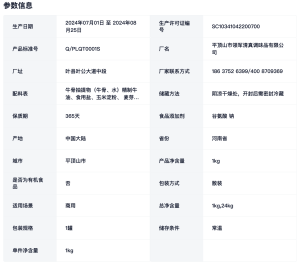 参数信息
生产日期 2024年07月01日 至 2024年08月25日 生产许可证编号 SC10341042200700
产品标准号 Q/PLQT0001S 厂名 平顶山市领辉清真调味品有限公司
厂址 叶县叶公大道中段 厂家联系方式 186 3752 6399/400 8709369
配料表 牛骨抽提物（牛骨、水）精制牛油、食用盐、玉米淀粉、麦芽... 储藏方法 阴凉干燥处，开封后需密封冷藏
保质期 365天 食品添加剂 谷氨酸 钠
产地 中国大陆 省份 河南省
城市 平顶山市 产品净含量 1kg
是否为有机食品 否 包装方式 散装
适用场景 商用 总净含量 1kg,24kg
包装规格 1罐 储存条件 常温
单件净含量 1kg